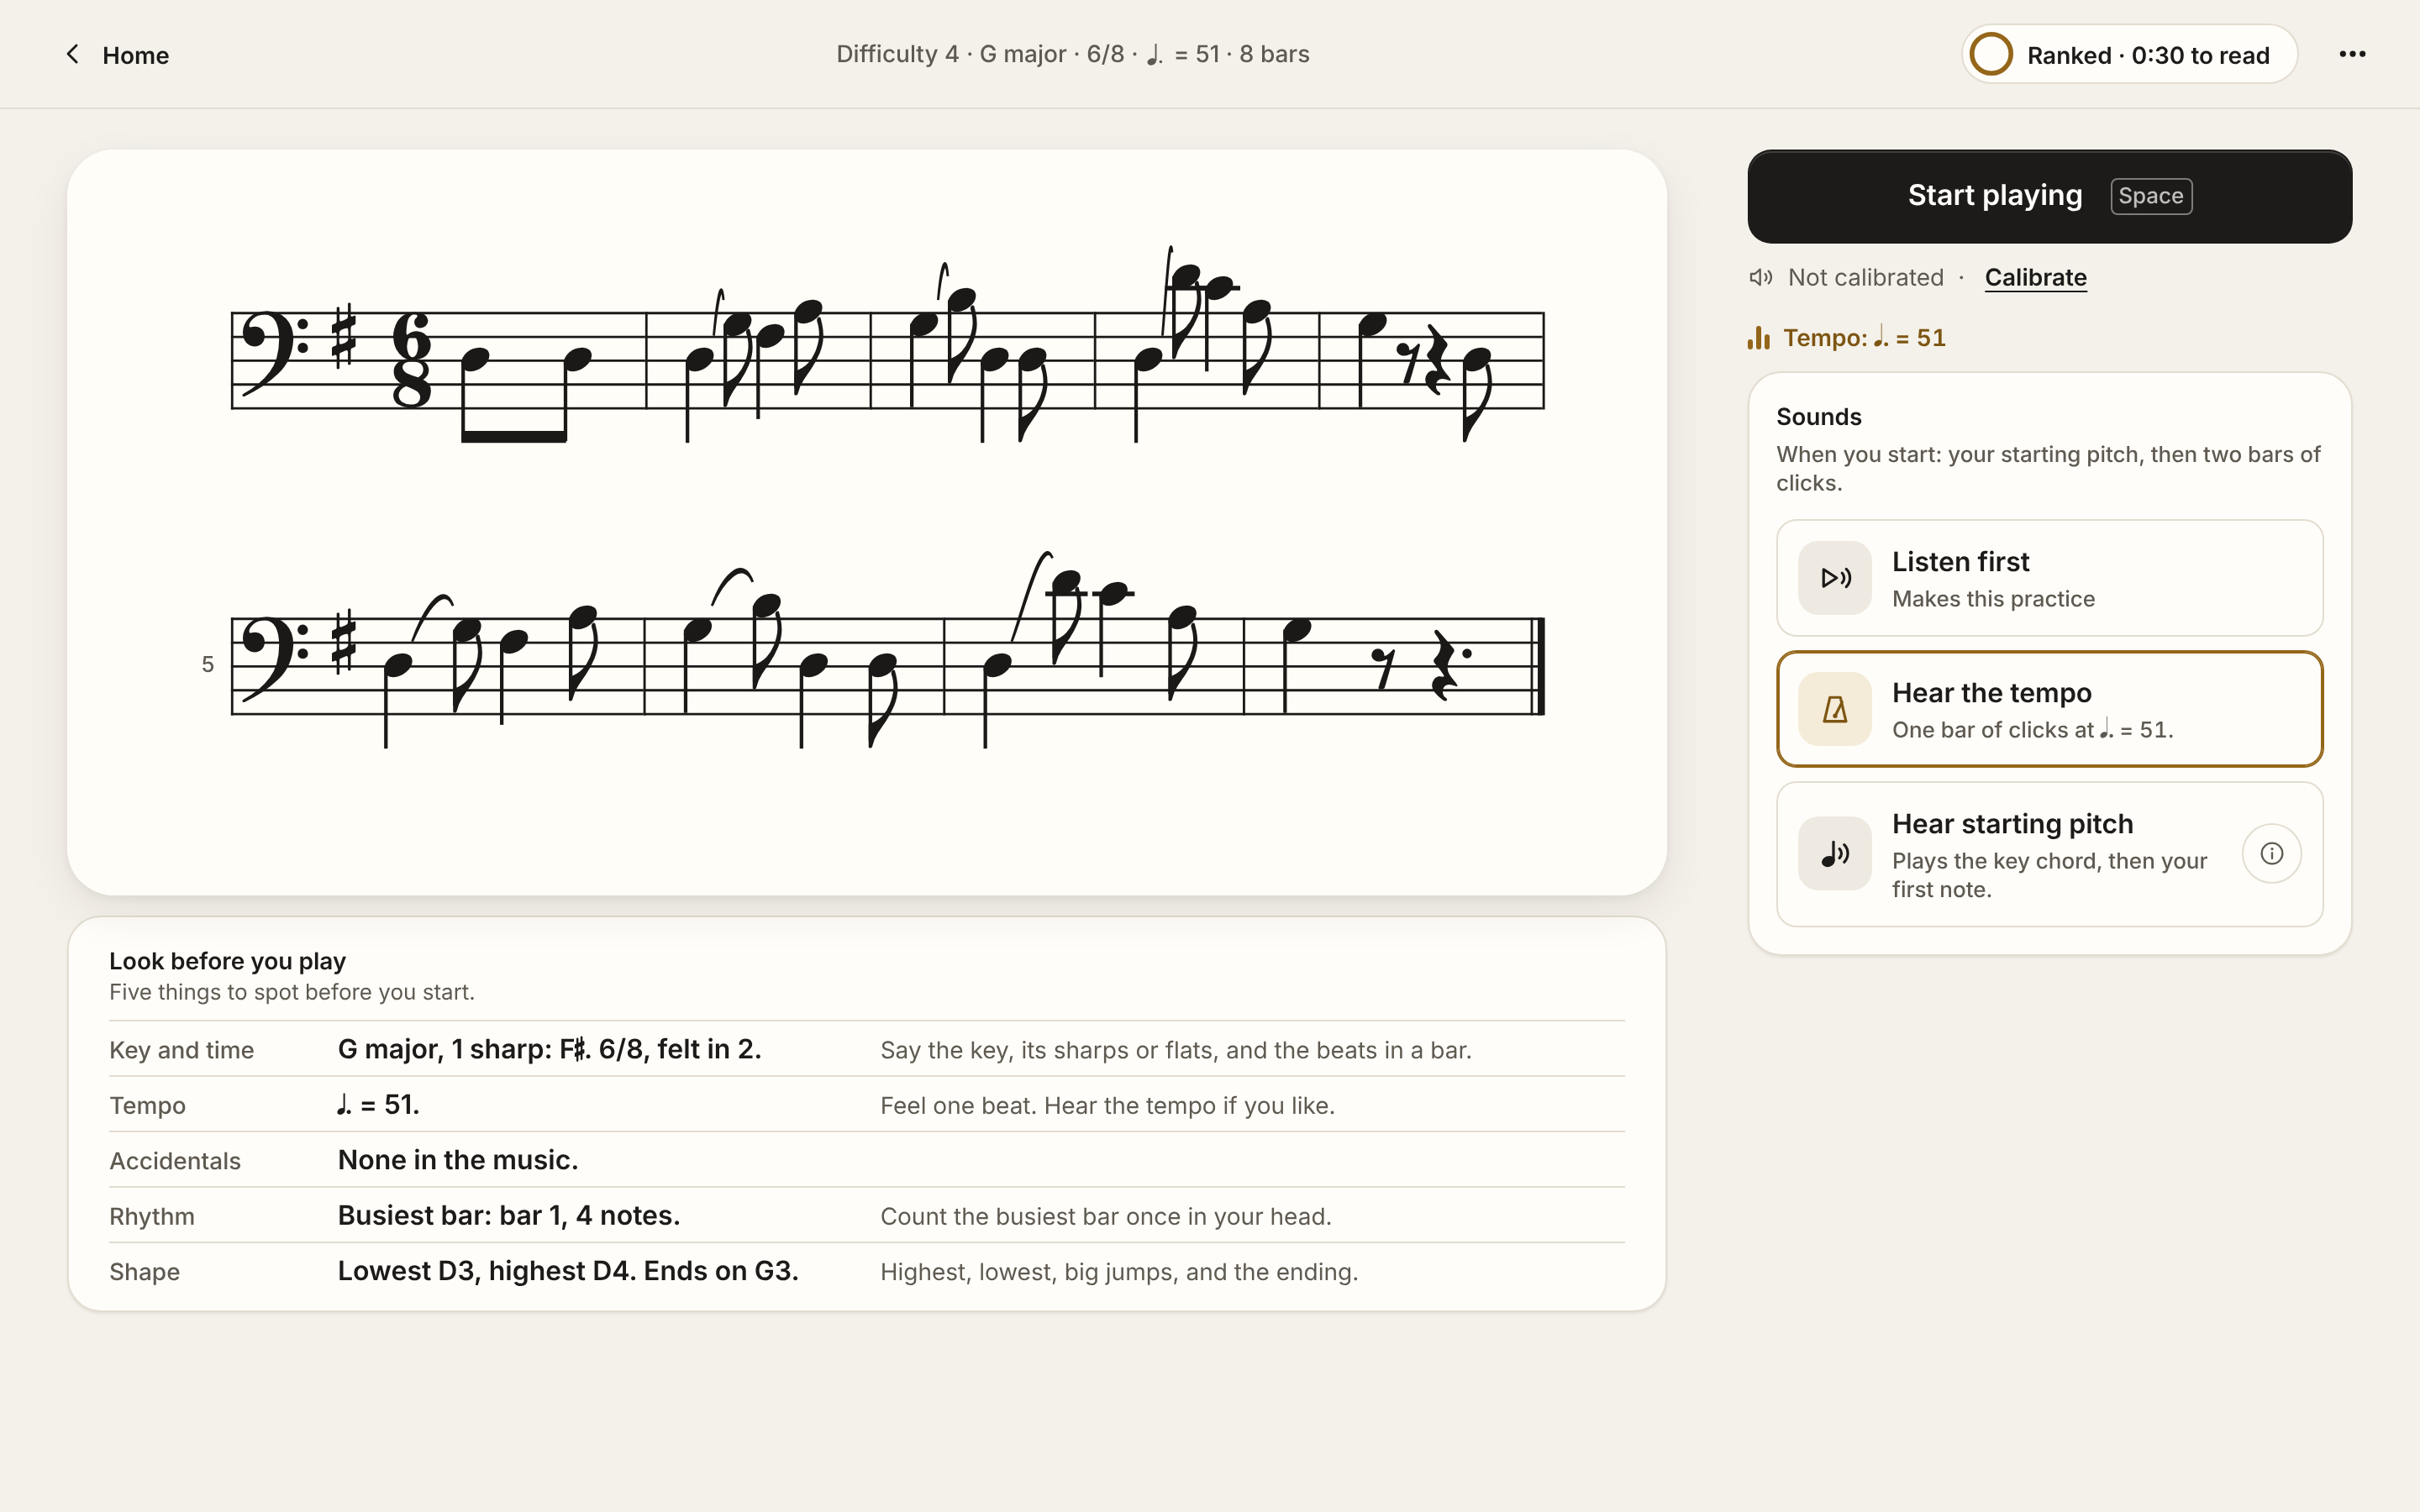 Home
Difficulty 4 · G major · 6/8 · ♩. = 51 · 8 bars
Ranked · 0:30 to read
Start playing Space
Not calibrated · Calibrate
Tempo: ♩. = 51
Sounds
When you start: your starting pitch, then two bars of
clicks.
Listen first
Makes this practice
Hear the tempo
One bar of clicks at ♩. = 51.
Hear starting pitch
Plays the key chord, then your
first note.
6
8
5
Look before you play
Five things to spot before you start.
Key and time G major, 1 sharp: F♯. 6/8, felt in 2. Say the key, its sharps or flats, and the beats in a bar.
Tempo ♩. = 51. Feel one beat. Hear the tempo if you like.
Accidentals None in the music.
Rhythm Busiest bar: bar 1, 4 notes. Count the busiest bar once in your head.
Shape Lowest D3, highest D4. Ends on G3. Highest, lowest, big jumps, and the ending.